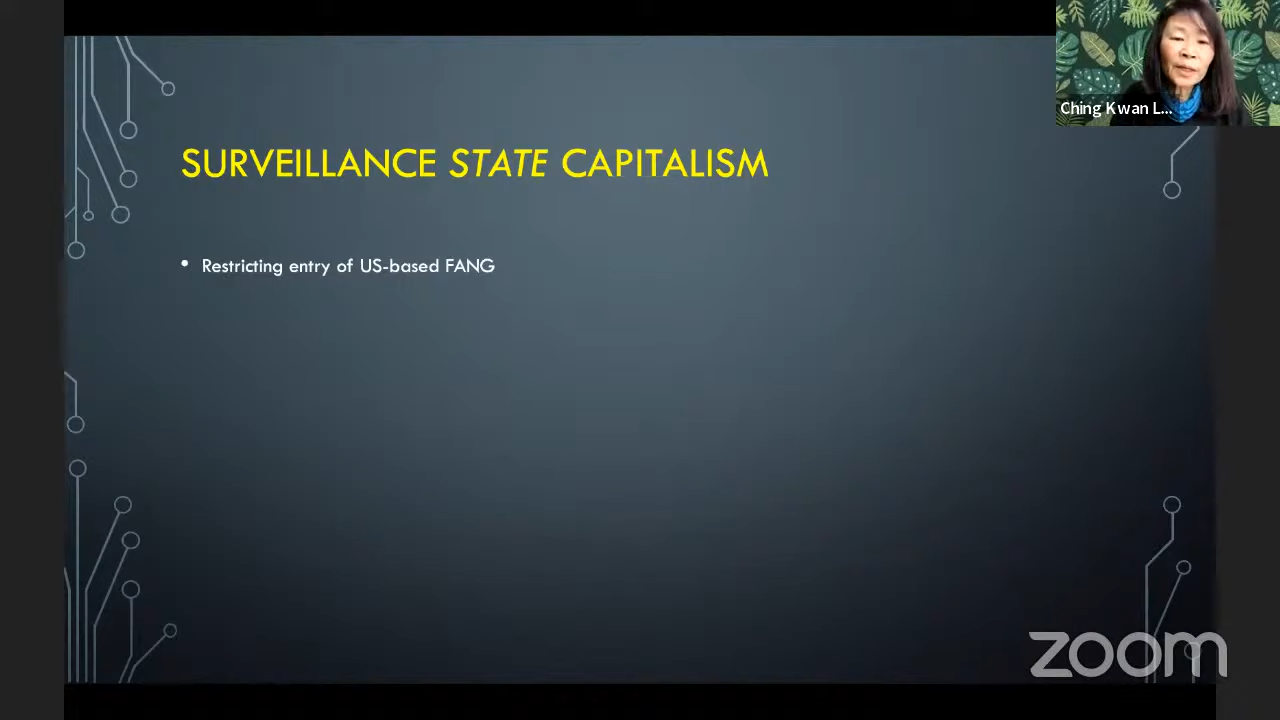 Ching Kwan L...
SURVEILLANCE STATE CAPITALISM
• Restricting entry of US-based FANG
zoom